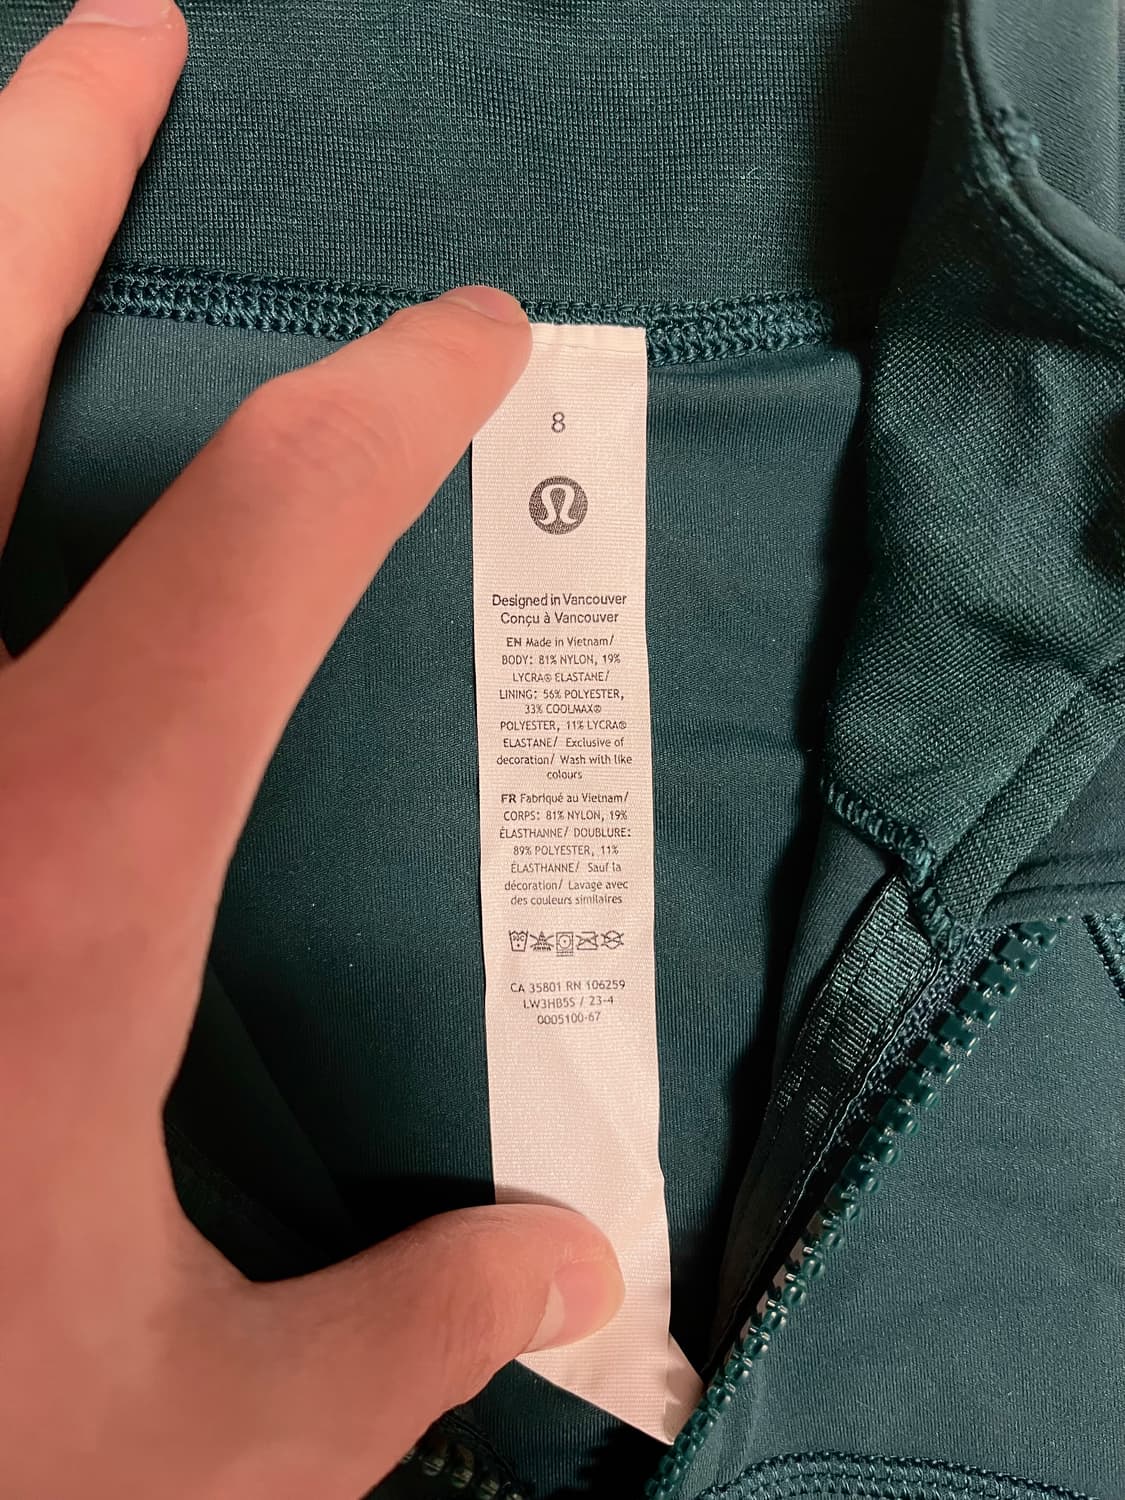 8
Designed in Vancouver
Conçu à Vancouver
EN Made in Vietnam/
BODY: 81% NYLON, 19%
LYCRA® ELASTANE/
LINING: 56% POLYESTER,
33% COOLMAX®
POLYESTER, 11% LYCRA®
ELASTANE/ Exclusive of
decoration/ Wash with like
colours
FR Fabriqué au Vietnam/
CORPS: 81% NYLON, 19%
ÉLASTHANNE/ DOUBLURE:
89% POLYESTER, 11%
ÉLASTHANNE/ Sauf la
décoration/ Lavage avec
des couleurs similaires
CA 35801 RN 106259
LW3HB5S / 23-4
0005100-67